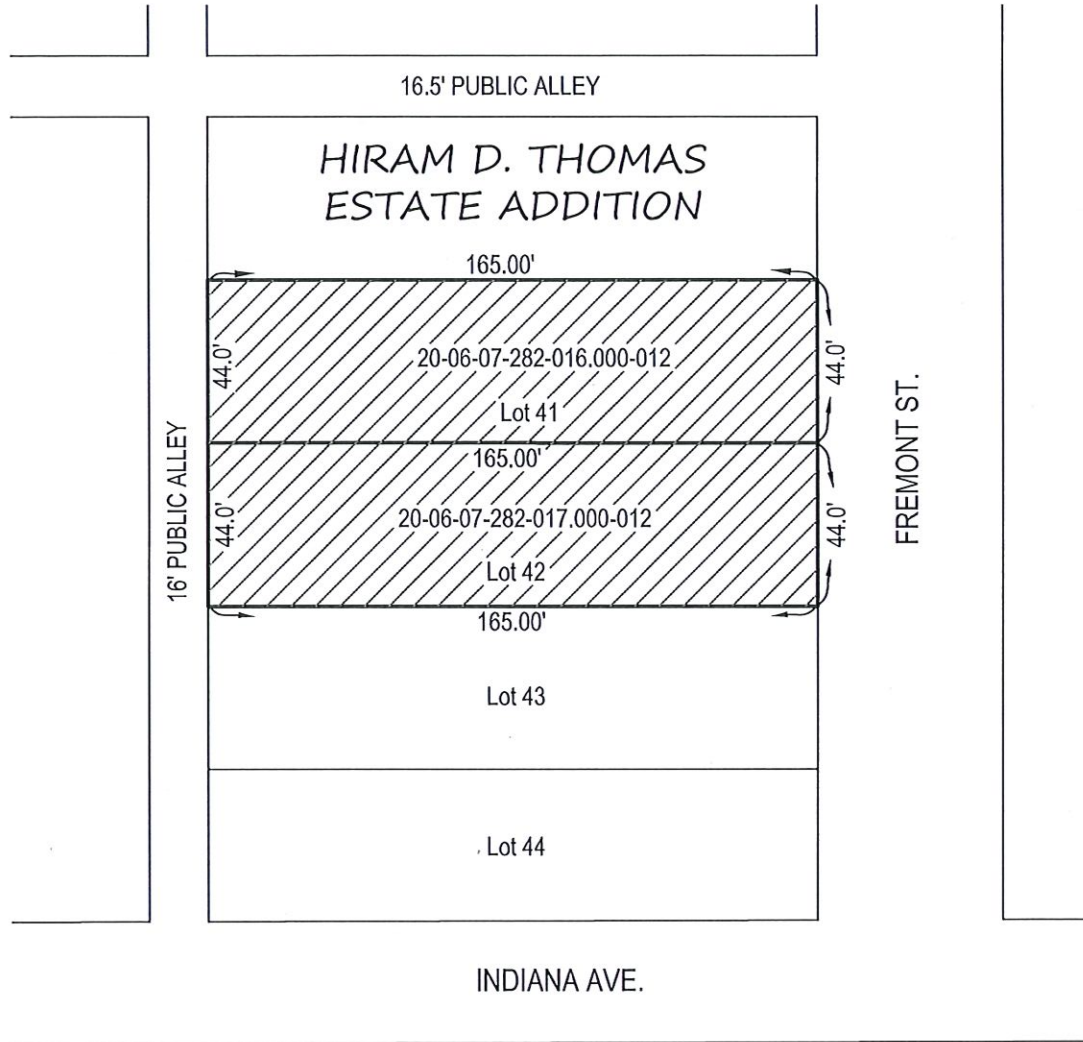 16.5' PUBLIC ALLEY
HIRAM D. THOMAS
ESTATE ADDITION
165.00'
20-06-07-282-016.000-012
44.0'
44.0'
Lot 41
FREMONT ST.
16' PUBLIC ALLEY
165.00'
20-06-07-282-017.000-012
44.0'
44.0'
Lot 42
165.00'
Lot 43
Lot 44
INDIANA AVE.